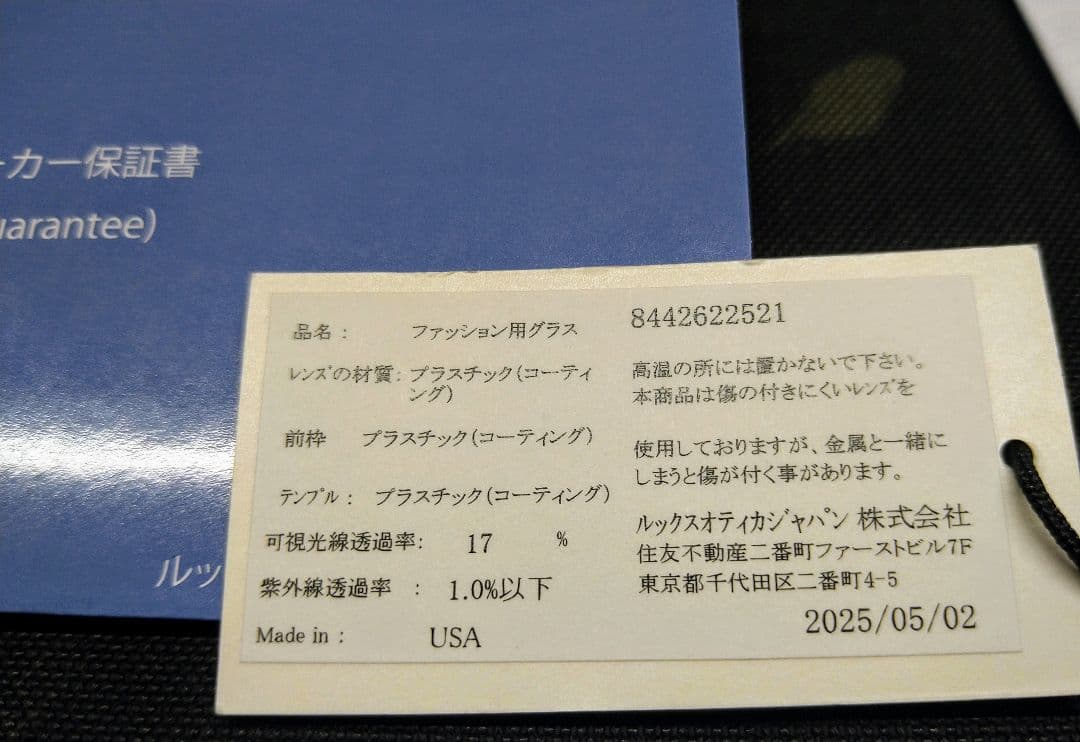 ーカー保証書
uarantee)
ルッ
品名： ファッション用グラス
レンズの材質：プラスチック(コーティ
ング)
前枠 プラスチック(コーティング)
テンプル： プラスチック(コーティング)
可視光線透過率： 17 %
紫外線透過率 ： 1.0%以下
Made in： USA
8442622521
高温の所には置かないで下さい。
本商品は傷の付きにくいレンズを
使用しておりますが、金属と一緒に
しまうと傷が付く事があります。
ルックスオティカジャパン 株式会社
住友不動産二番町ファーストビル7F
東京都千代田区二番町4-5
2025/05/02